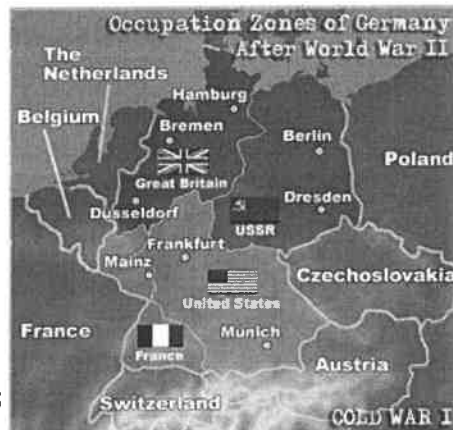 Occupation Zones of Germany
After World War II
The
Netherlands
Belgium
Hamburg
Bremen
Great Britain
Berlin
Poland
Düsseldorf
Dresden
USSR
Frankfurt
Mainz
United States
Czechoslovakia
France
France
Munich
Austria
Switzerland
COLD WAR I